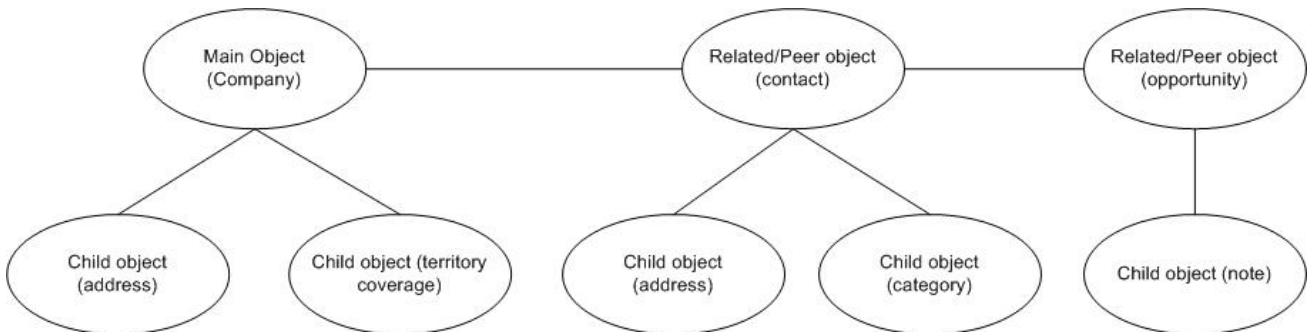 Main Object
(Company)
Related/Peer object
(contact)
Related/Peer object
(opportunity)
Child object
(address)
Child object (territory
coverage)
Child object
(address)
Child object
(category)
Child object (note)